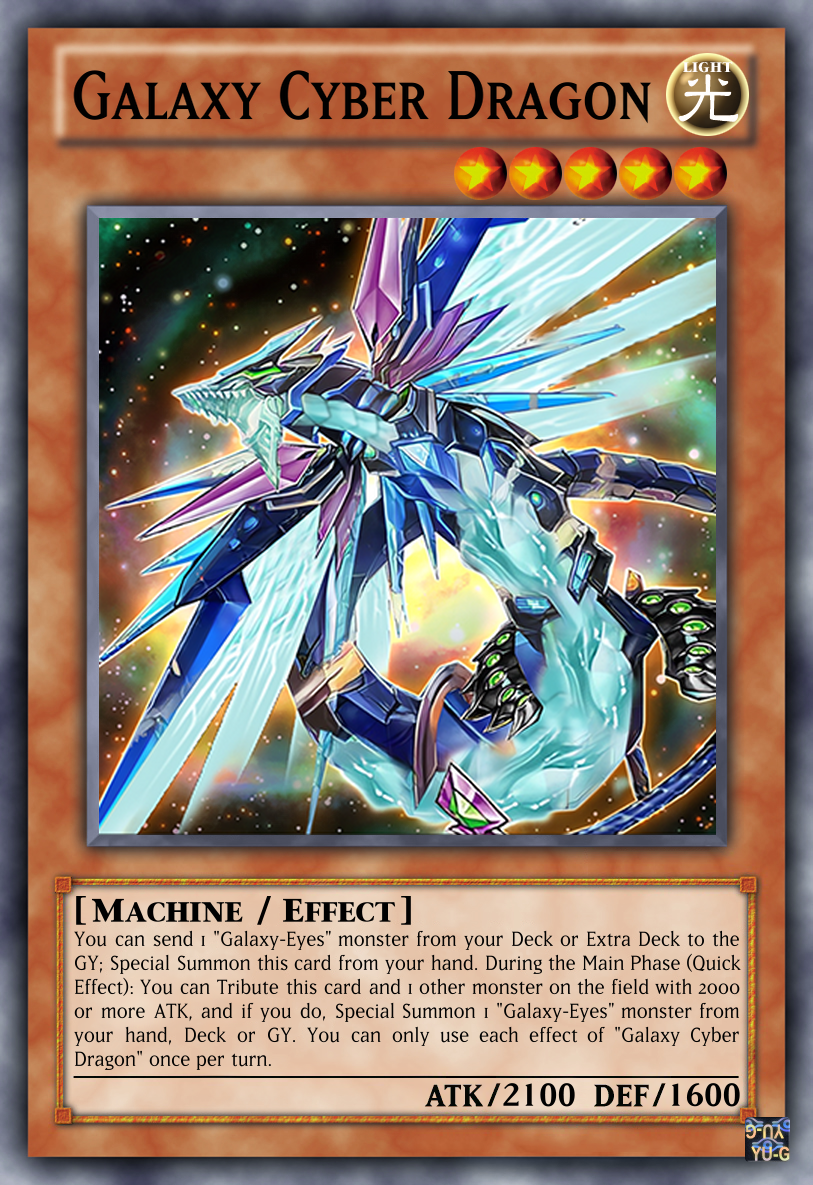 Galaxy Cyber Dragon
LIGHT
光
[ Machine / Effect ]
You can send 1 "Galaxy-Eyes" monster from your Deck or Extra Deck to the
GY; Special Summon this card from your hand. During the Main Phase (Quick
Effect): You can Tribute this card and 1 other monster on the field with 2000
or more ATK, and if you do, Special Summon 1 "Galaxy-Eyes" monster from
your hand, Deck or GY. You can only use each effect of "Galaxy Cyber
Dragon" once per turn.
ATK/2100 DEF/1600
YU-G
YU-G